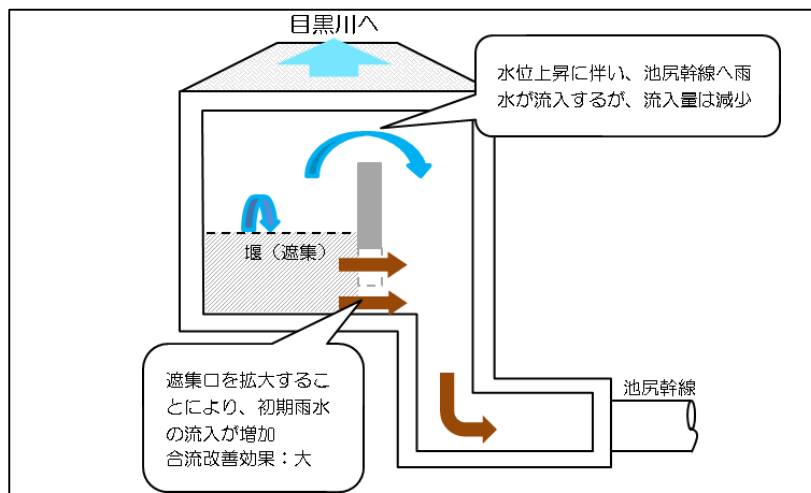 目黒川へ
水位上昇に伴い、池尻幹線へ雨
水が流入するが、流入量は減少
堰（遮集）
遮集口を拡大するこ
とにより、初期雨水
の流入が増加
合流改善効果：大
池尻幹線